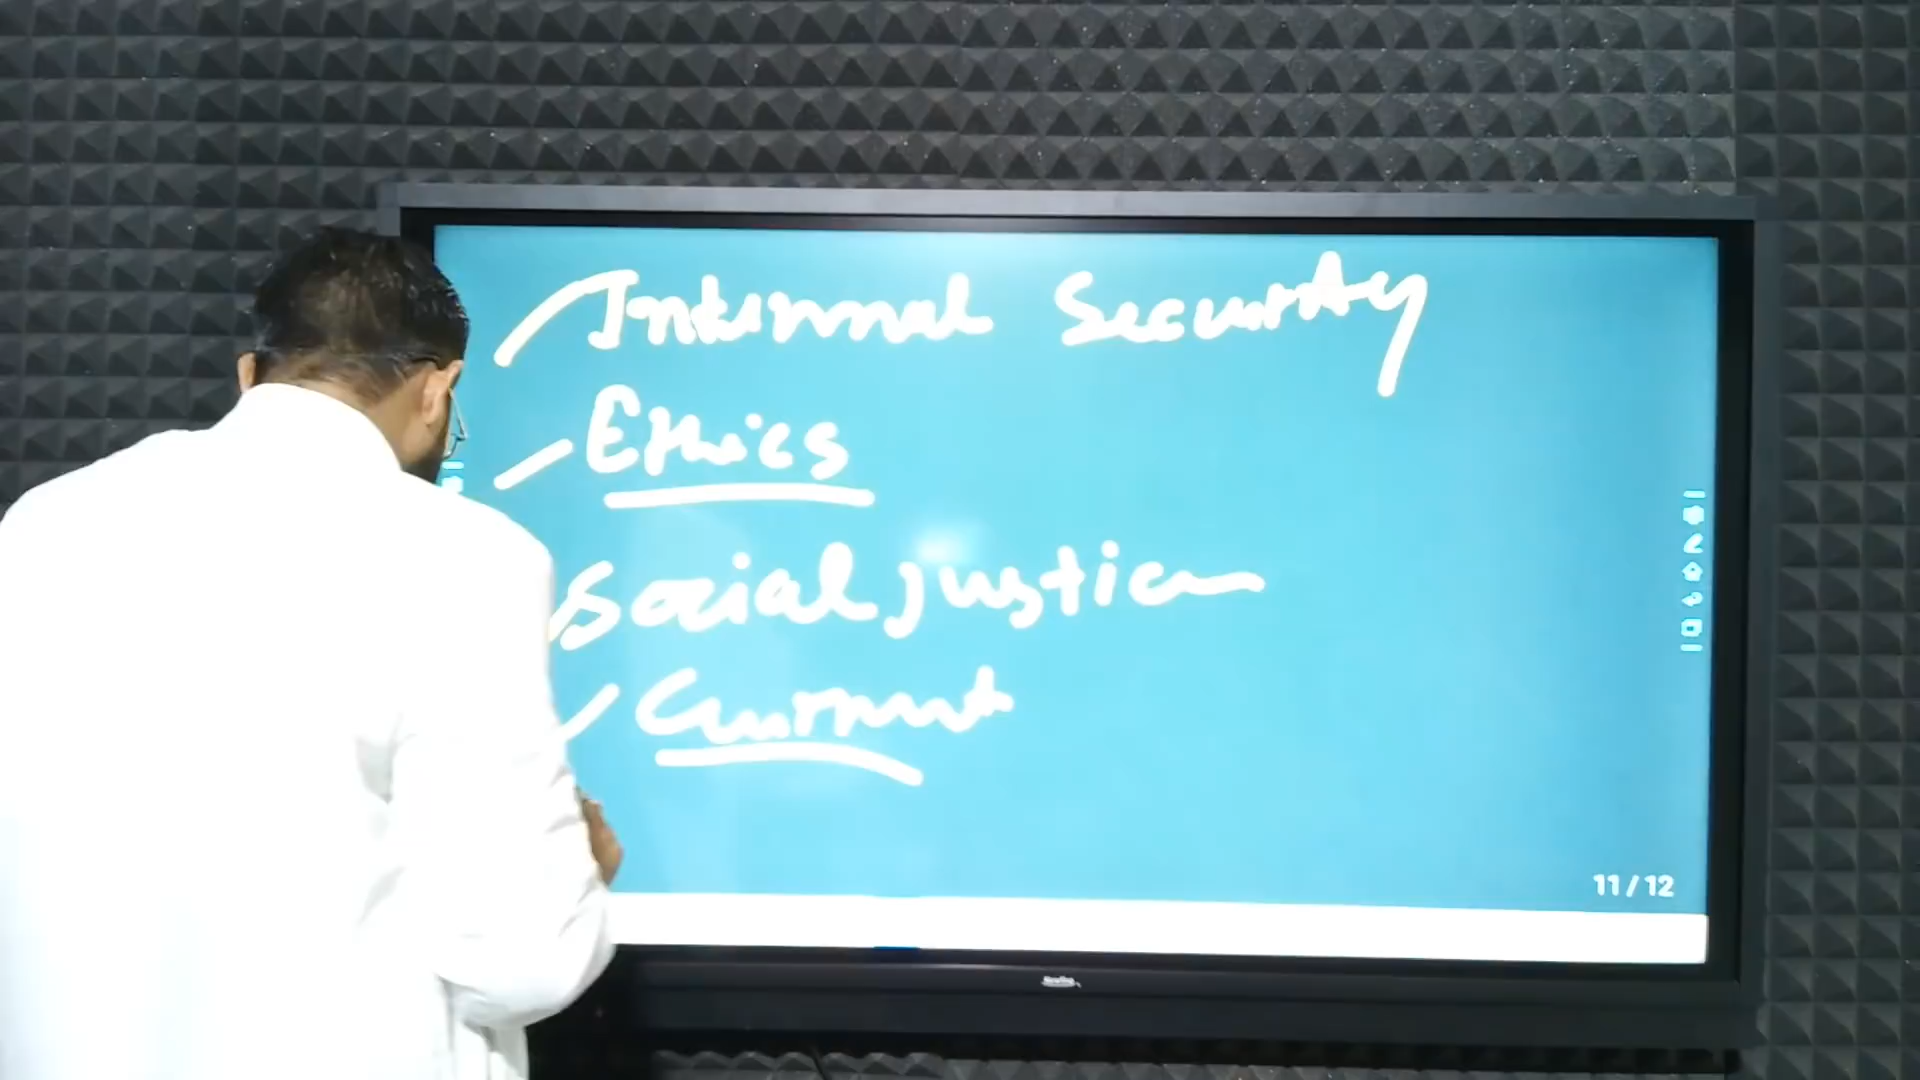 Internal Security
Ethics
Social justice
Current
11/12